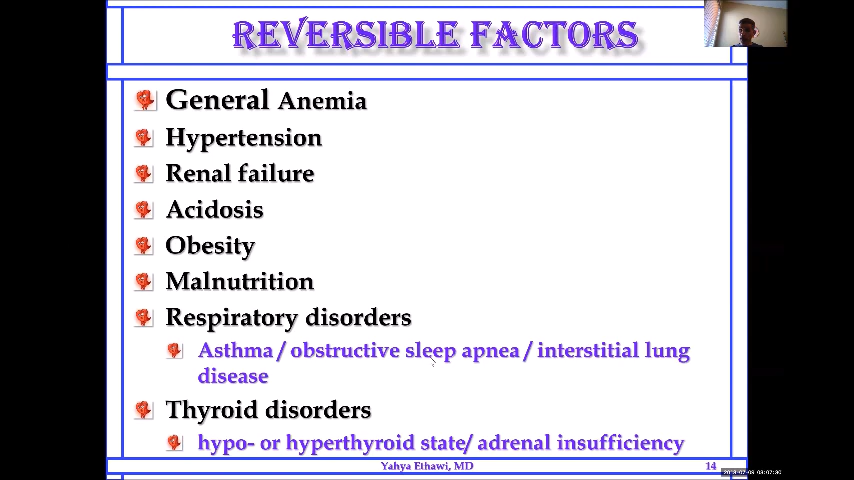 REVERSIBLE FACTORS
General Anemia
Hypertension
Renal failure
Acidosis
Obesity
Malnutrition
Respiratory disorders
Asthma / obstructive sleep apnea / interstitial lung
disease
Thyroid disorders
hypo- or hyperthyroid state/ adrenal insufficiency
Yahya Ethawi, MD
14